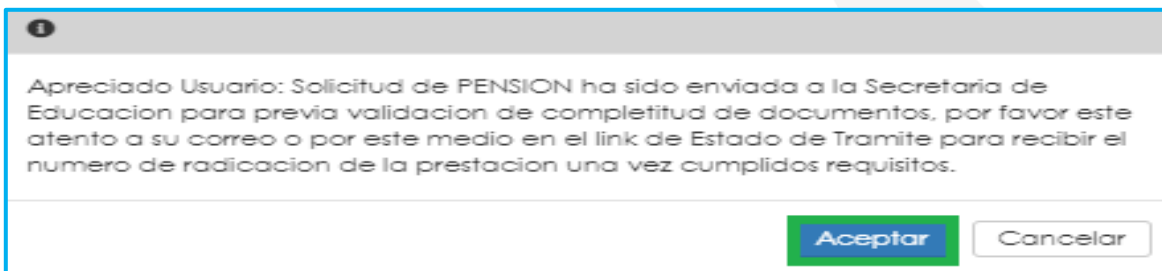 Apreciado Usuario: Solicitud de PENSION ha sido enviada a la Secretaria de
Educacion para previa validacion de completitud de documentos, por favor este
atento a su correo o por este medio en el link de Estado de Tramite para recibir el
numero de radicacion de la prestacion una vez cumplidos requisitos.
Aceptar Cancelar